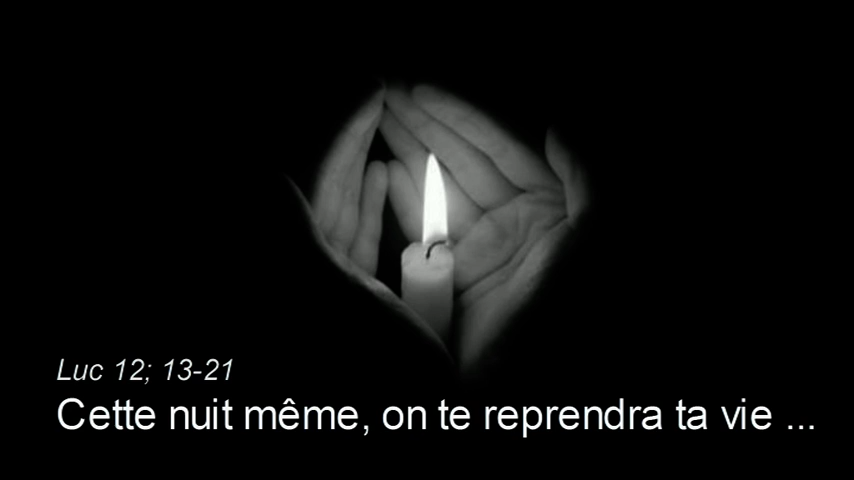 Luc 12; 13-21
Cette nuit même, on te reprendra ta vie ...